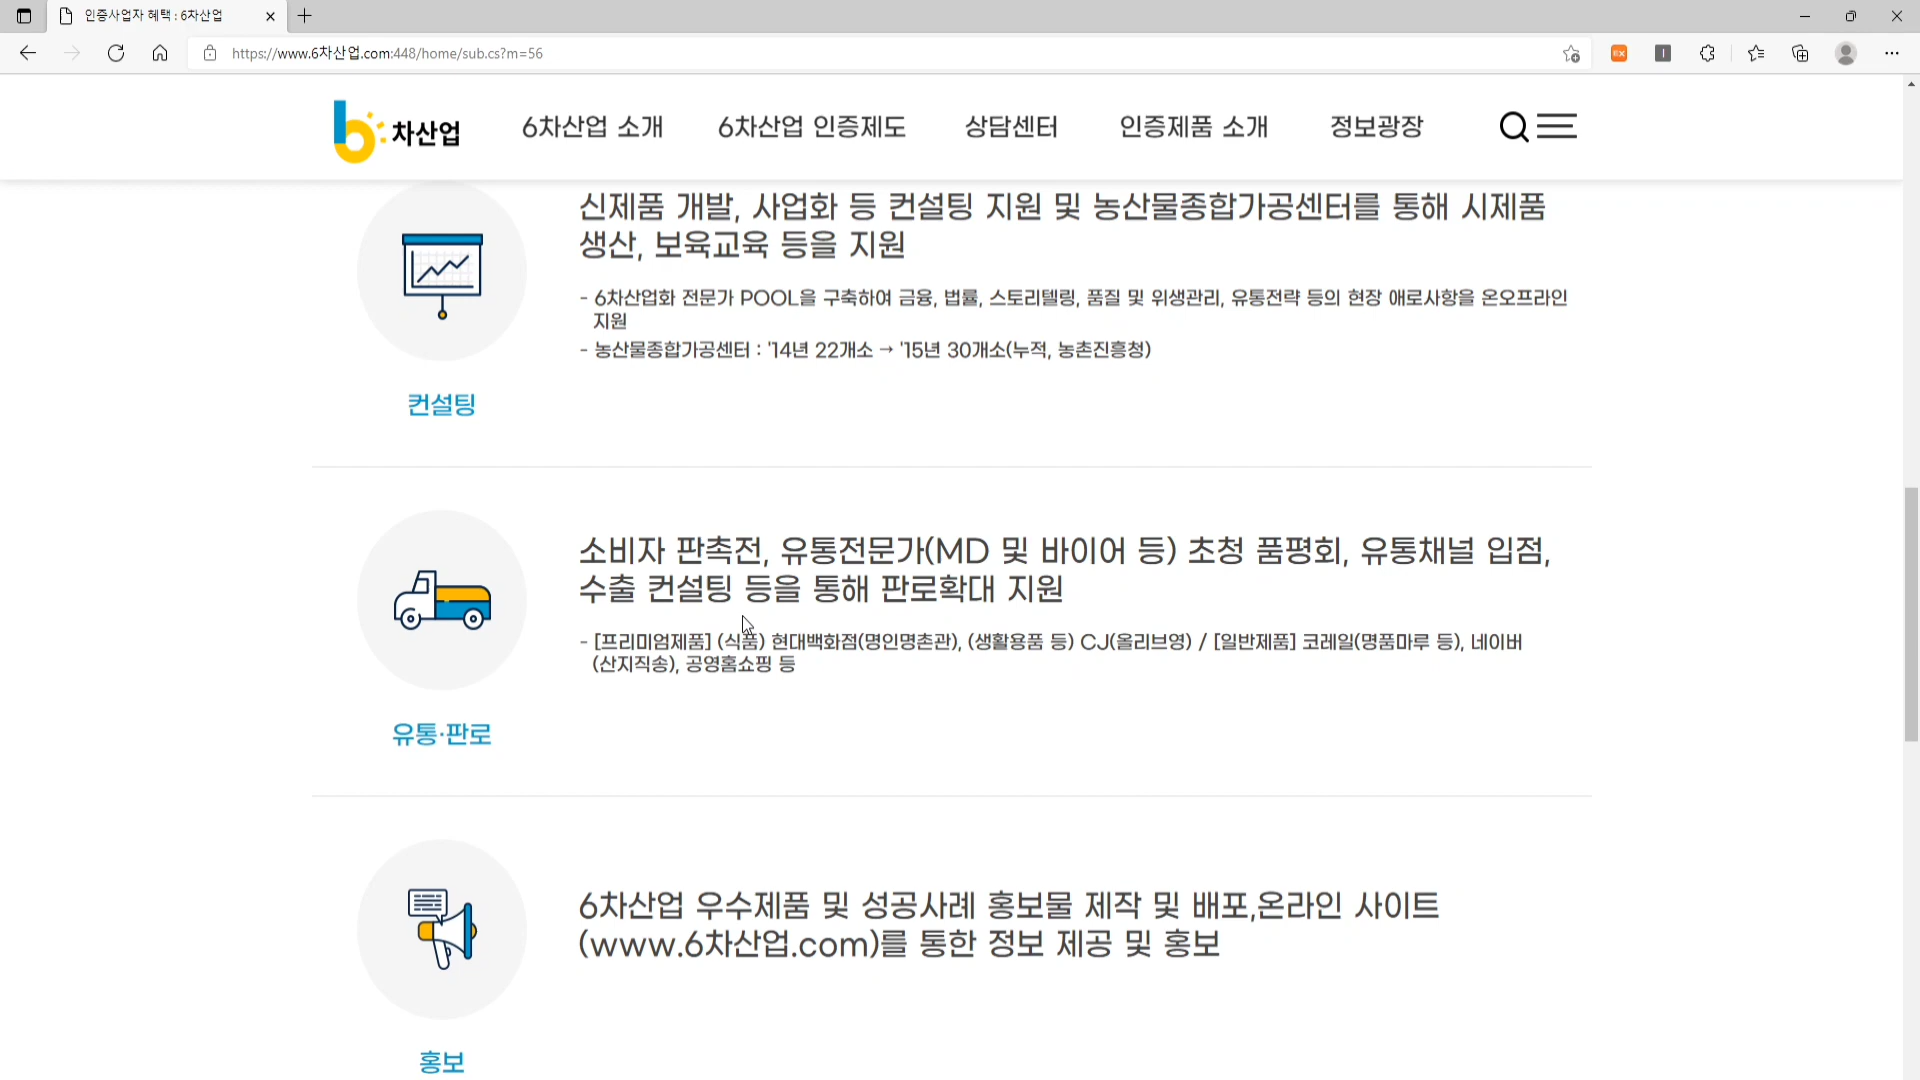 인증사업자 혜택 : 6차산업
https://www.6차산업.com:448/home/sub.cs?m=56
차산업
6차산업 소개 6차산업 인증제도 상담센터 인증제품 소개 정보광장
신제품 개발, 사업화 등 컨설팅 지원 및 농산물종합가공센터를 통해 시제품
생산, 보육교육 등을 지원
- 6차산업화 전문가 POOL을 구축하여 금융, 법률, 스토리텔링, 품질 및 위생관리, 유통전략 등의 현장 애로사항을 온오프라인
지원
- 농산물종합가공센터 : '14년 22개소 → '15년 30개소(누적, 농촌진흥청)
컨설팅
소비자 판촉전, 유통전문가(MD 및 바이어 등) 초청 품평회, 유통채널 입점,
수출 컨설팅 등을 통해 판로확대 지원
- [프리미엄제품] (식품) 현대백화점(명인명촌관), (생활용품 등) CJ(올리브영) / [일반제품] 코레일(명품마루 등), 네이버
(산지직송), 공영홈쇼핑 등
유통·판로
6차산업 우수제품 및 성공사례 홍보물 제작 및 배포,온라인 사이트
(www.6차산업.com)를 통한 정보 제공 및 홍보
홍보